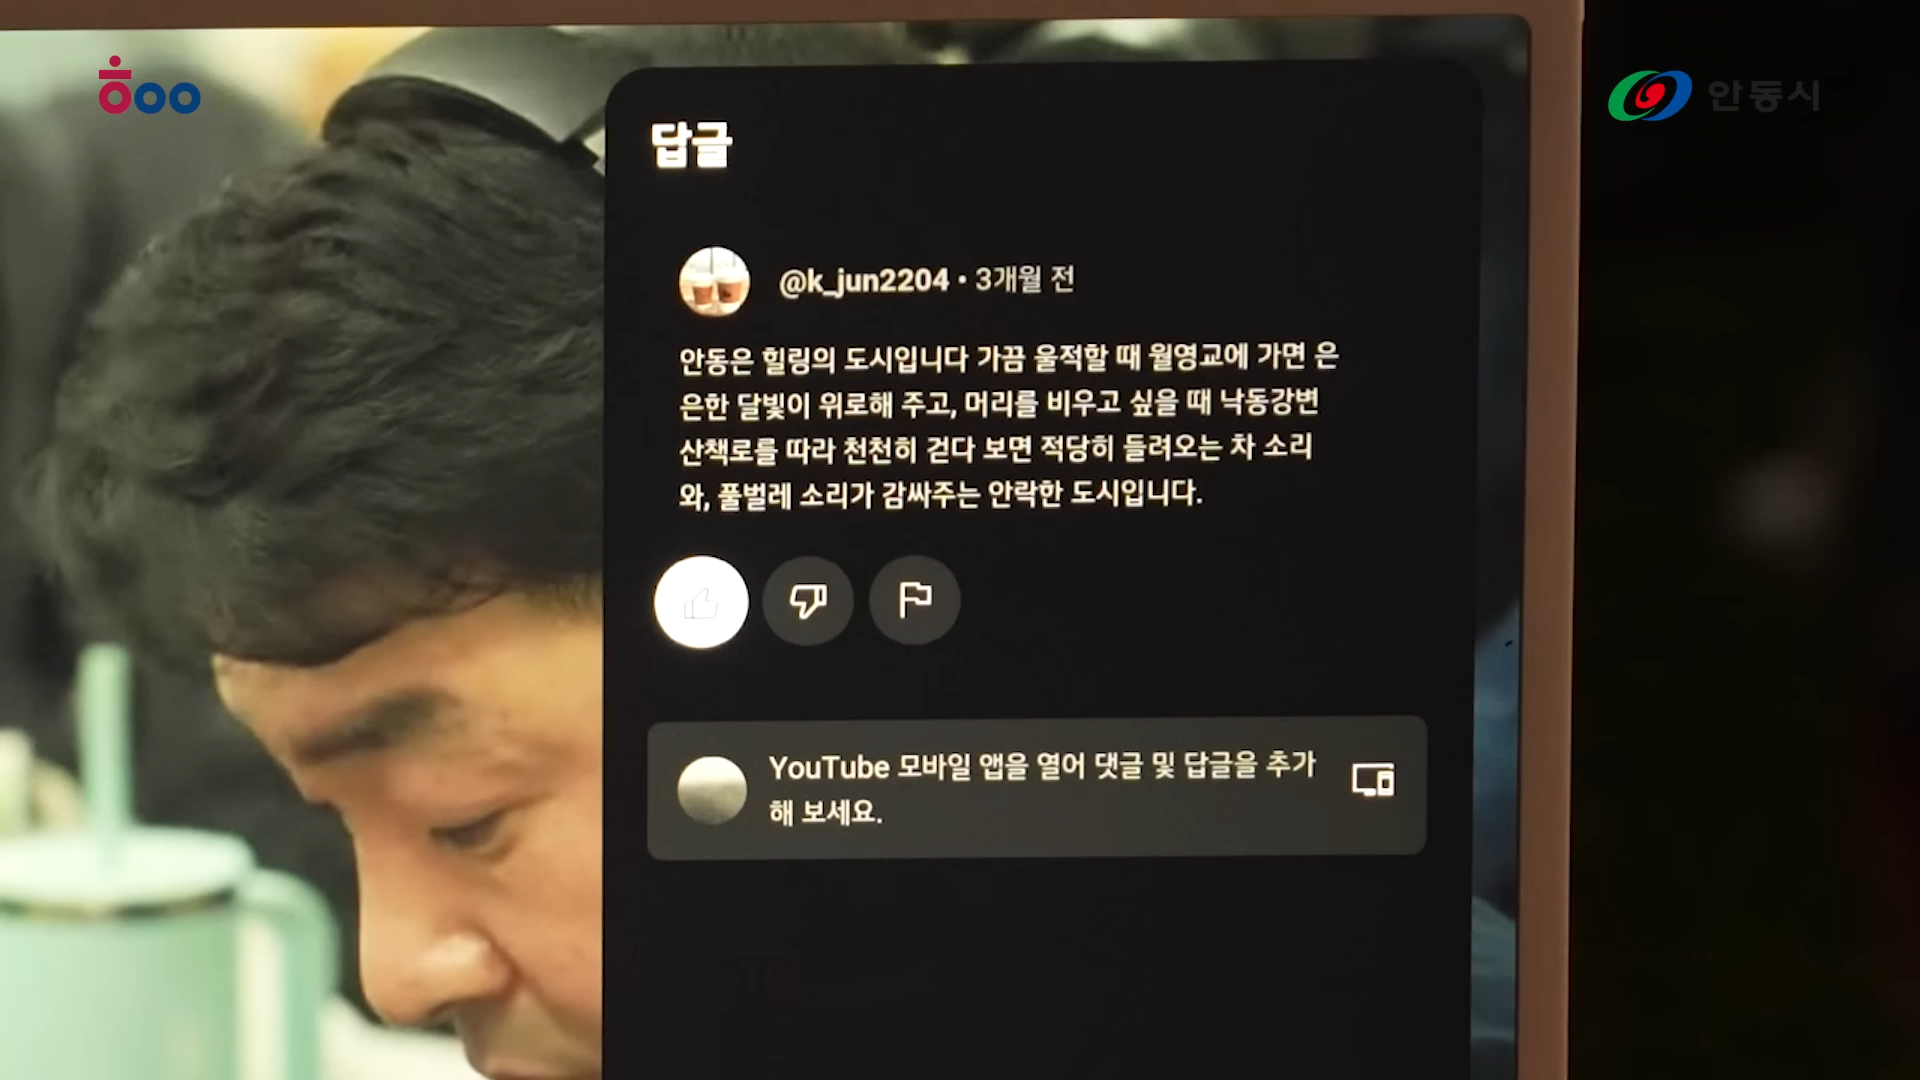 안동시
답글
@k_jun2204 • 3개월 전
안동은 힐링의 도시입니다 가끔 울적할 때 월영교에 가면 은
은한 달빛이 위로해 주고, 머리를 비우고 싶을 때 낙동강변
산책로를 따라 천천히 걷다 보면 적당히 들려오는 차 소리
와, 풀벌레 소리가 감싸주는 안락한 도시입니다.
YouTube 모바일 앱을 열어 댓글 및 답글을 추가
해 보세요.